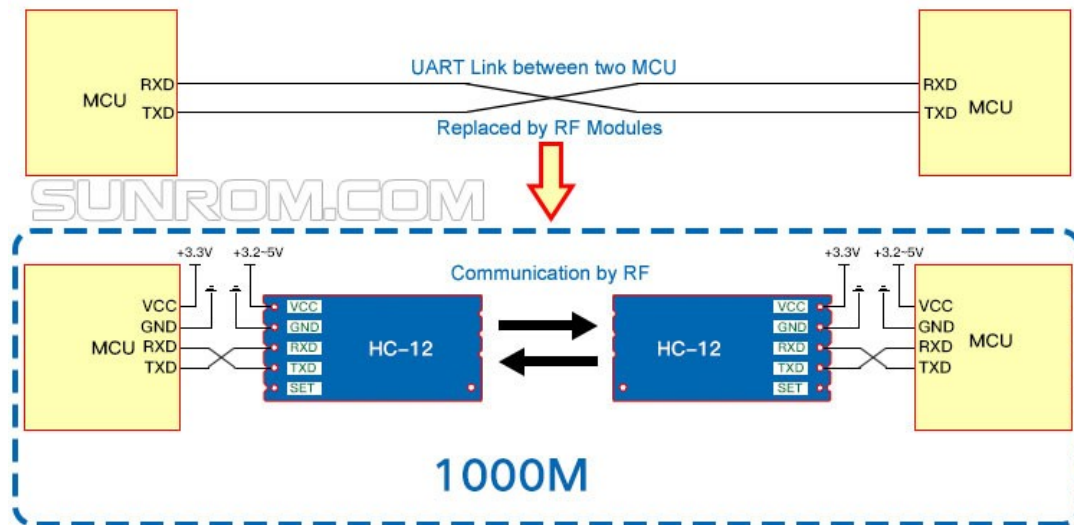 UART Link between two MCU
RXD
RXD
MCU
MCU
TXD
TXD
Replaced by RF Modules
SUNROM.COM
+3.3V
+3.2~5V
+3.3V
+3.2~5V
Communication by RF
VCC
VCC
VCC
VCC
GND
GND
GND
GND
MCU
RXD
RXD
HC-12
HC-12
RXD
RXD
MCU
TXD
TXD
TXD
TXD
SET
SET
1000M